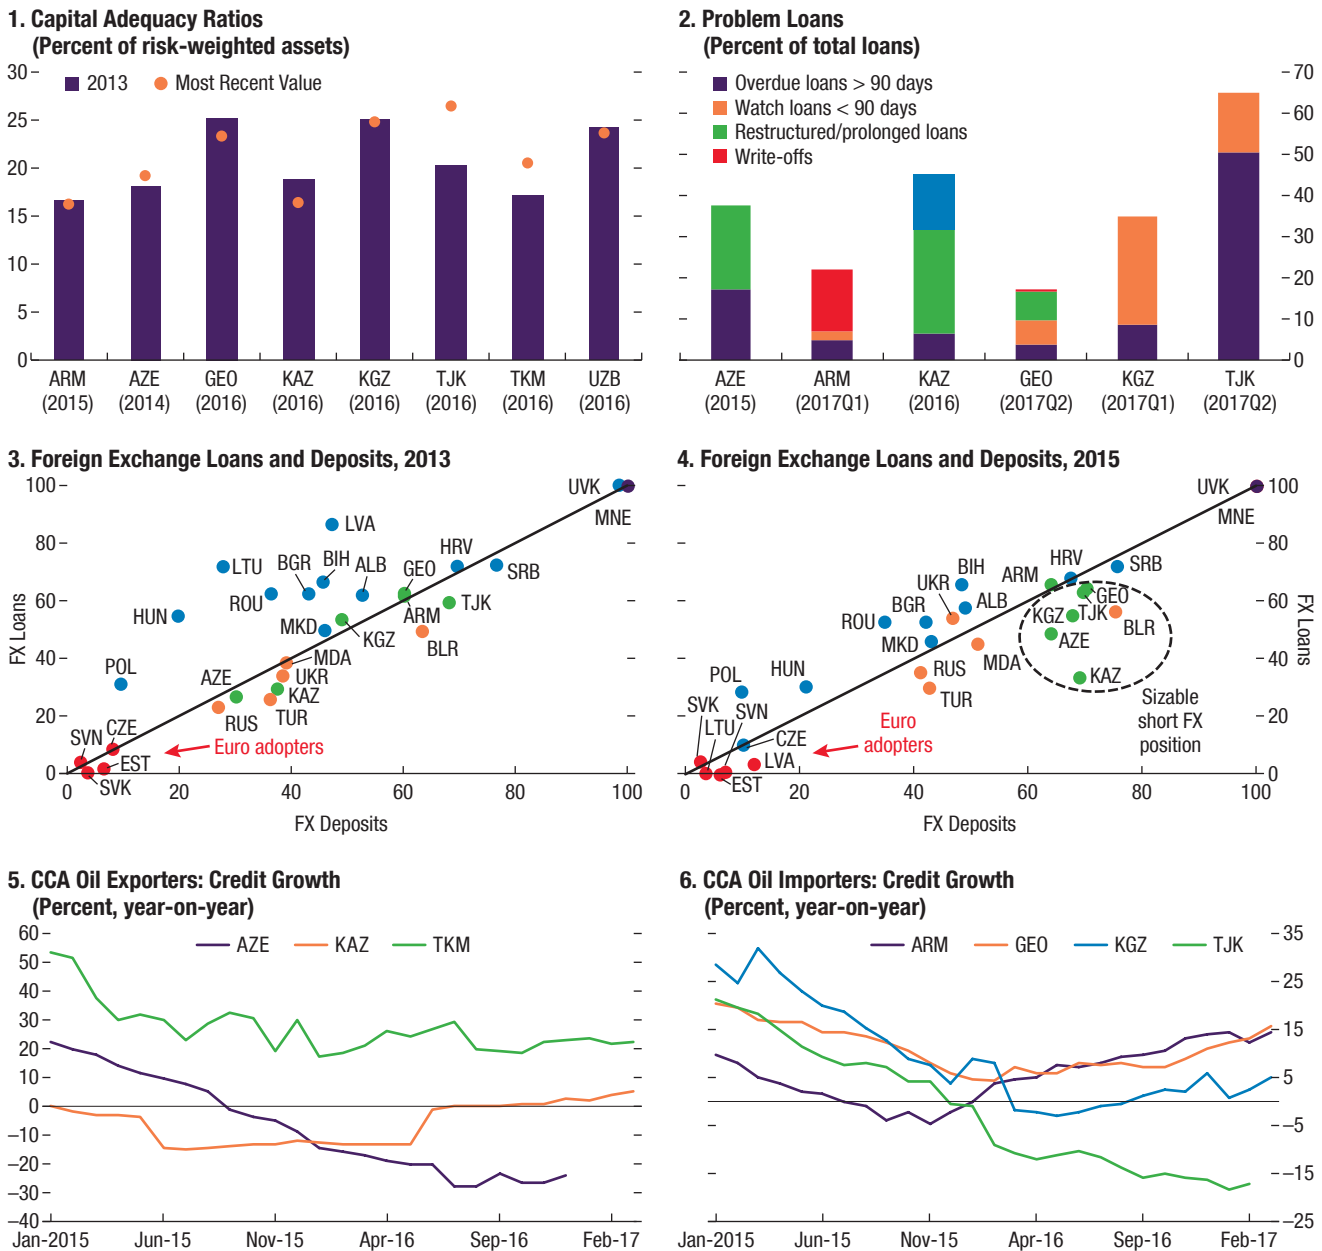 1. Capital Adequacy Ratios
(Percent of risk-weighted assets)
2013
Most Recent Value
30
25
20
15
10
5
0
ARM AZE GEO KAZ KGZ TJK TKM UZB
(2015) (2014) (2016) (2016) (2016) (2016) (2016) (2016)
2. Problem Loans
(Percent of total loans)
Overdue loans > 90 days
Watch loans < 90 days
Restructured/prolonged loans
Write-offs
70
60
50
40
30
20
10
0
AZE ARM KAZ GEO KGZ TJK
(2015) (2017Q1) (2016) (2017Q2) (2017Q1) (2017Q2)
3. Foreign Exchange Loans and Deposits, 2013
FX Loans
100
80
60
40
20
0
UVK
MNE
LVA
LTU
BGR
BIH
ALB
HRV
GEO
SRB
ROU
HUN
ARM
TJK
MKD
KGZ
BLR
POL
MDA
AZE
UKR
KAZ
RUS
TUR
SVN
CZE
EST
SVK
Euro adopters
0 20 40 60 80 100
FX Deposits
4. Foreign Exchange Loans and Deposits, 2015
FX Loans
100
80
60
40
20
0
UVK
MNE
HRV
SRB
BIH
ARM
UKR
GEO
ALB
BGR
KGZ
TJK
ROU
BLR
MKD
AZE
MDA
POL
HUN
RUS
KAZ
TUR
SVK
SVN
LTU
CZE
LVA
EST
Euro
adopters
Sizable
short FX
position
0 20 40 60 80 100
FX Deposits
5. CCA Oil Exporters: Credit Growth
(Percent, year-on-year)
AZE KAZ TKM
60
50
40
30
20
10
0
–10
–20
–30
–40
Jan-2015 Jun-15 Nov-15 Apr-16 Sep-16 Feb-17
6. CCA Oil Importers: Credit Growth
(Percent, year-on-year)
ARM GEO KGZ TJK
35
25
15
5
–5
–15
–25
Jan-2015 Jun-15 Nov-15 Apr-16 Sep-16 Feb-17